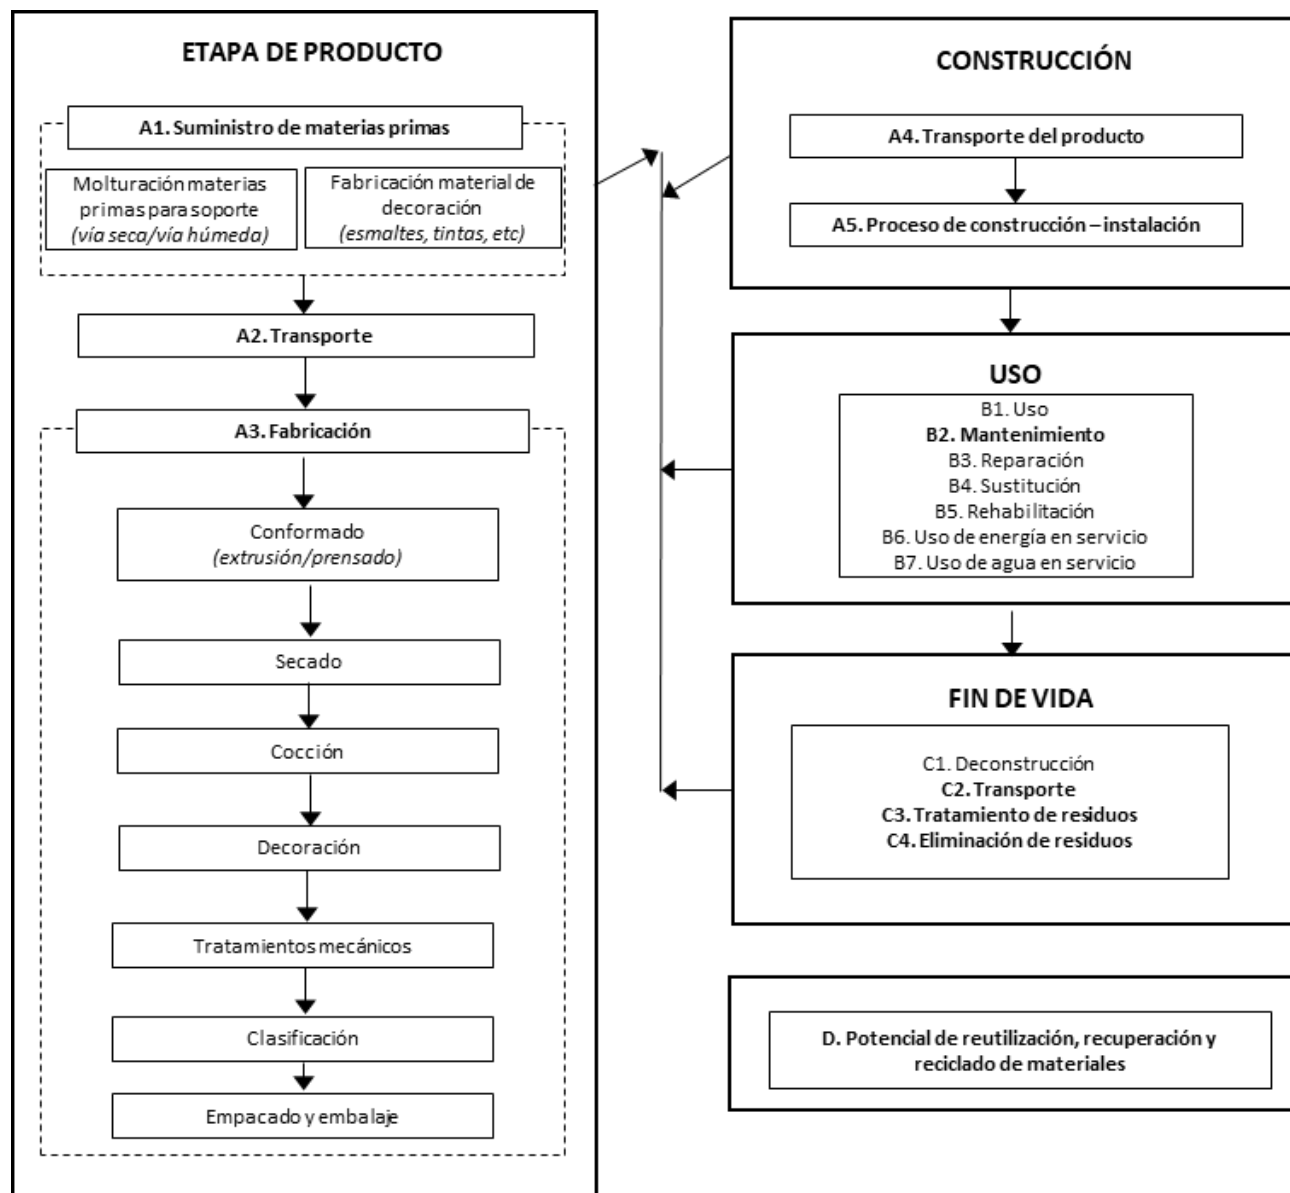 ETAPA DE PRODUCTO
A1. Suministro de materias primas
Molturación materias
primas para soporte
(vía seca/vía húmeda)
Fabricación material de
decoración
(esmaltes, tintas, etc)
A2. Transporte
A3. Fabricación
Conformado
(extrusión/prensado)
Secado
Cocción
Decoración
Tratamientos mecánicos
Clasificación
Empacado y embalaje
CONSTRUCCIÓN
A4. Transporte del producto
A5. Proceso de construcción – instalación
USO
B1. Uso
B2. Mantenimiento
B3. Reparación
B4. Sustitución
B5. Rehabilitación
B6. Uso de energía en servicio
B7. Uso de agua en servicio
FIN DE VIDA
C1. Deconstrucción
C2. Transporte
C3. Tratamiento de residuos
C4. Eliminación de residuos
D. Potencial de reutilización, recuperación y
reciclado de materiales